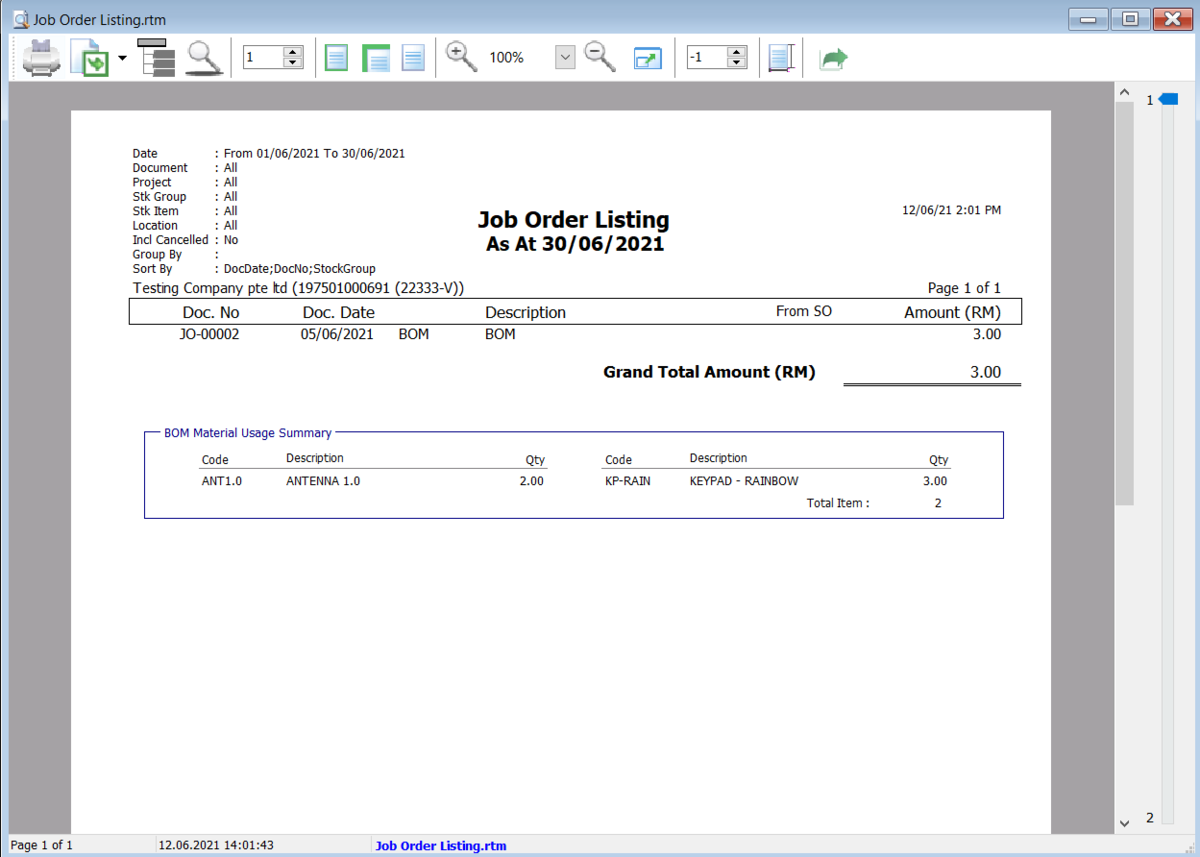 Job Order Listing.rtm
1
100%
-1
1
Date : From 01/06/2021 To 30/06/2021
Document : All
Project : All
Stk Group : All
Stk Item : All
Location : All
Incl Cancelled : No
Group By :
Sort By : DocDate;DocNo;StockGroup
Job Order Listing
As At 30/06/2021
12/06/21 2:01 PM
Testing Company pte ltd (197501000691 (22333-V)) Page 1 of 1
Doc. No Doc. Date Description From SO Amount (RM)
JO-00002 05/06/2021 BOM BOM 3.00
Grand Total Amount (RM) 3.00
BOM Material Usage Summary
Code Description Qty Code Description Qty
ANT1.0 ANTENNA 1.0 2.00 KP-RAIN KEYPAD - RAINBOW 3.00
Total Item : 2
2
Page 1 of 1 12.06.2021 14:01:43 Job Order Listing.rtm